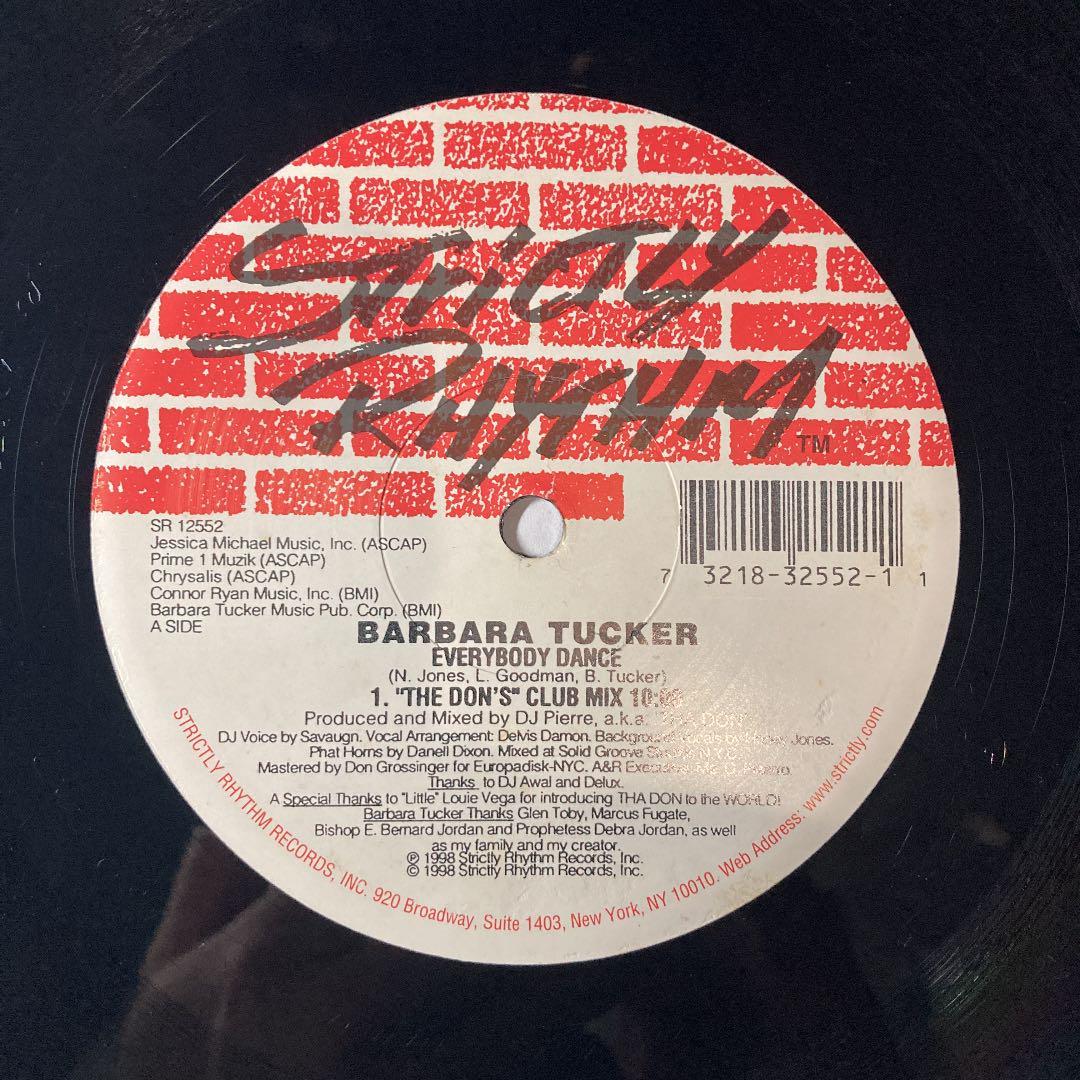 STRICTLY
RHYTHM
TM
SR 12552
Jessica Michael Music, Inc. (ASCAP)
Prime 1 Muzik (ASCAP)
Chrysalis (ASCAP)
Connor Ryan Music, Inc. (BMI)
Barbara Tucker Music Pub. Corp. (BMI)
A SIDE
7 3218-32552-1 1
BARBARA TUCKER
EVERYBODY DANCE
(N. Jones, L. Goodman, B. Tucker)
1. "THE DON'S" CLUB MIX
Produced and Mixed by DJ Pierre, a.k.a. "THA DON"
DJ Voice by Savaugn. Vocal Arrangement: Delvis Damon. Background Vocals by Jones.
Phat Horns by Danell Dixon. Mixed at Solid Groove
Mastered by Don Grossinger for Europadisk-NYC. A&R
Thanks to DJ Awal and Delux.
A Special Thanks to "Little" Louie Vega for introducing THA DON to the WORLD!
Barbara Tucker Thanks Glen Toby, Marcus Fugate,
Bishop E. Bernard Jordan and Prophetess Debra Jordan, as well
as my family and my creator.
℗ 1998 Strictly Rhythm Records, Inc.
© 1998 Strictly Rhythm Records, Inc.
STRICTLY RHYTHM RECORDS, INC. 920 Broadway, Suite 1403, New York, NY 10010. Web Address: www.strictly.com